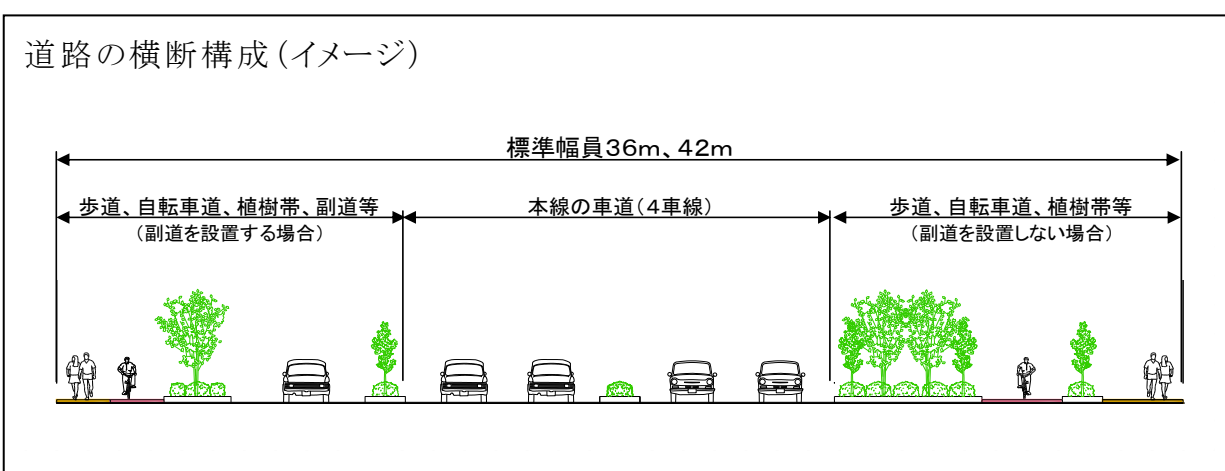 道路の横断構成(イメージ)
標準幅員36m、42m
歩道、自転車道、植樹帯、副道等
(副道を設置する場合)
本線の車道(4車線)
歩道、自転車道、植樹帯等
(副道を設置しない場合)